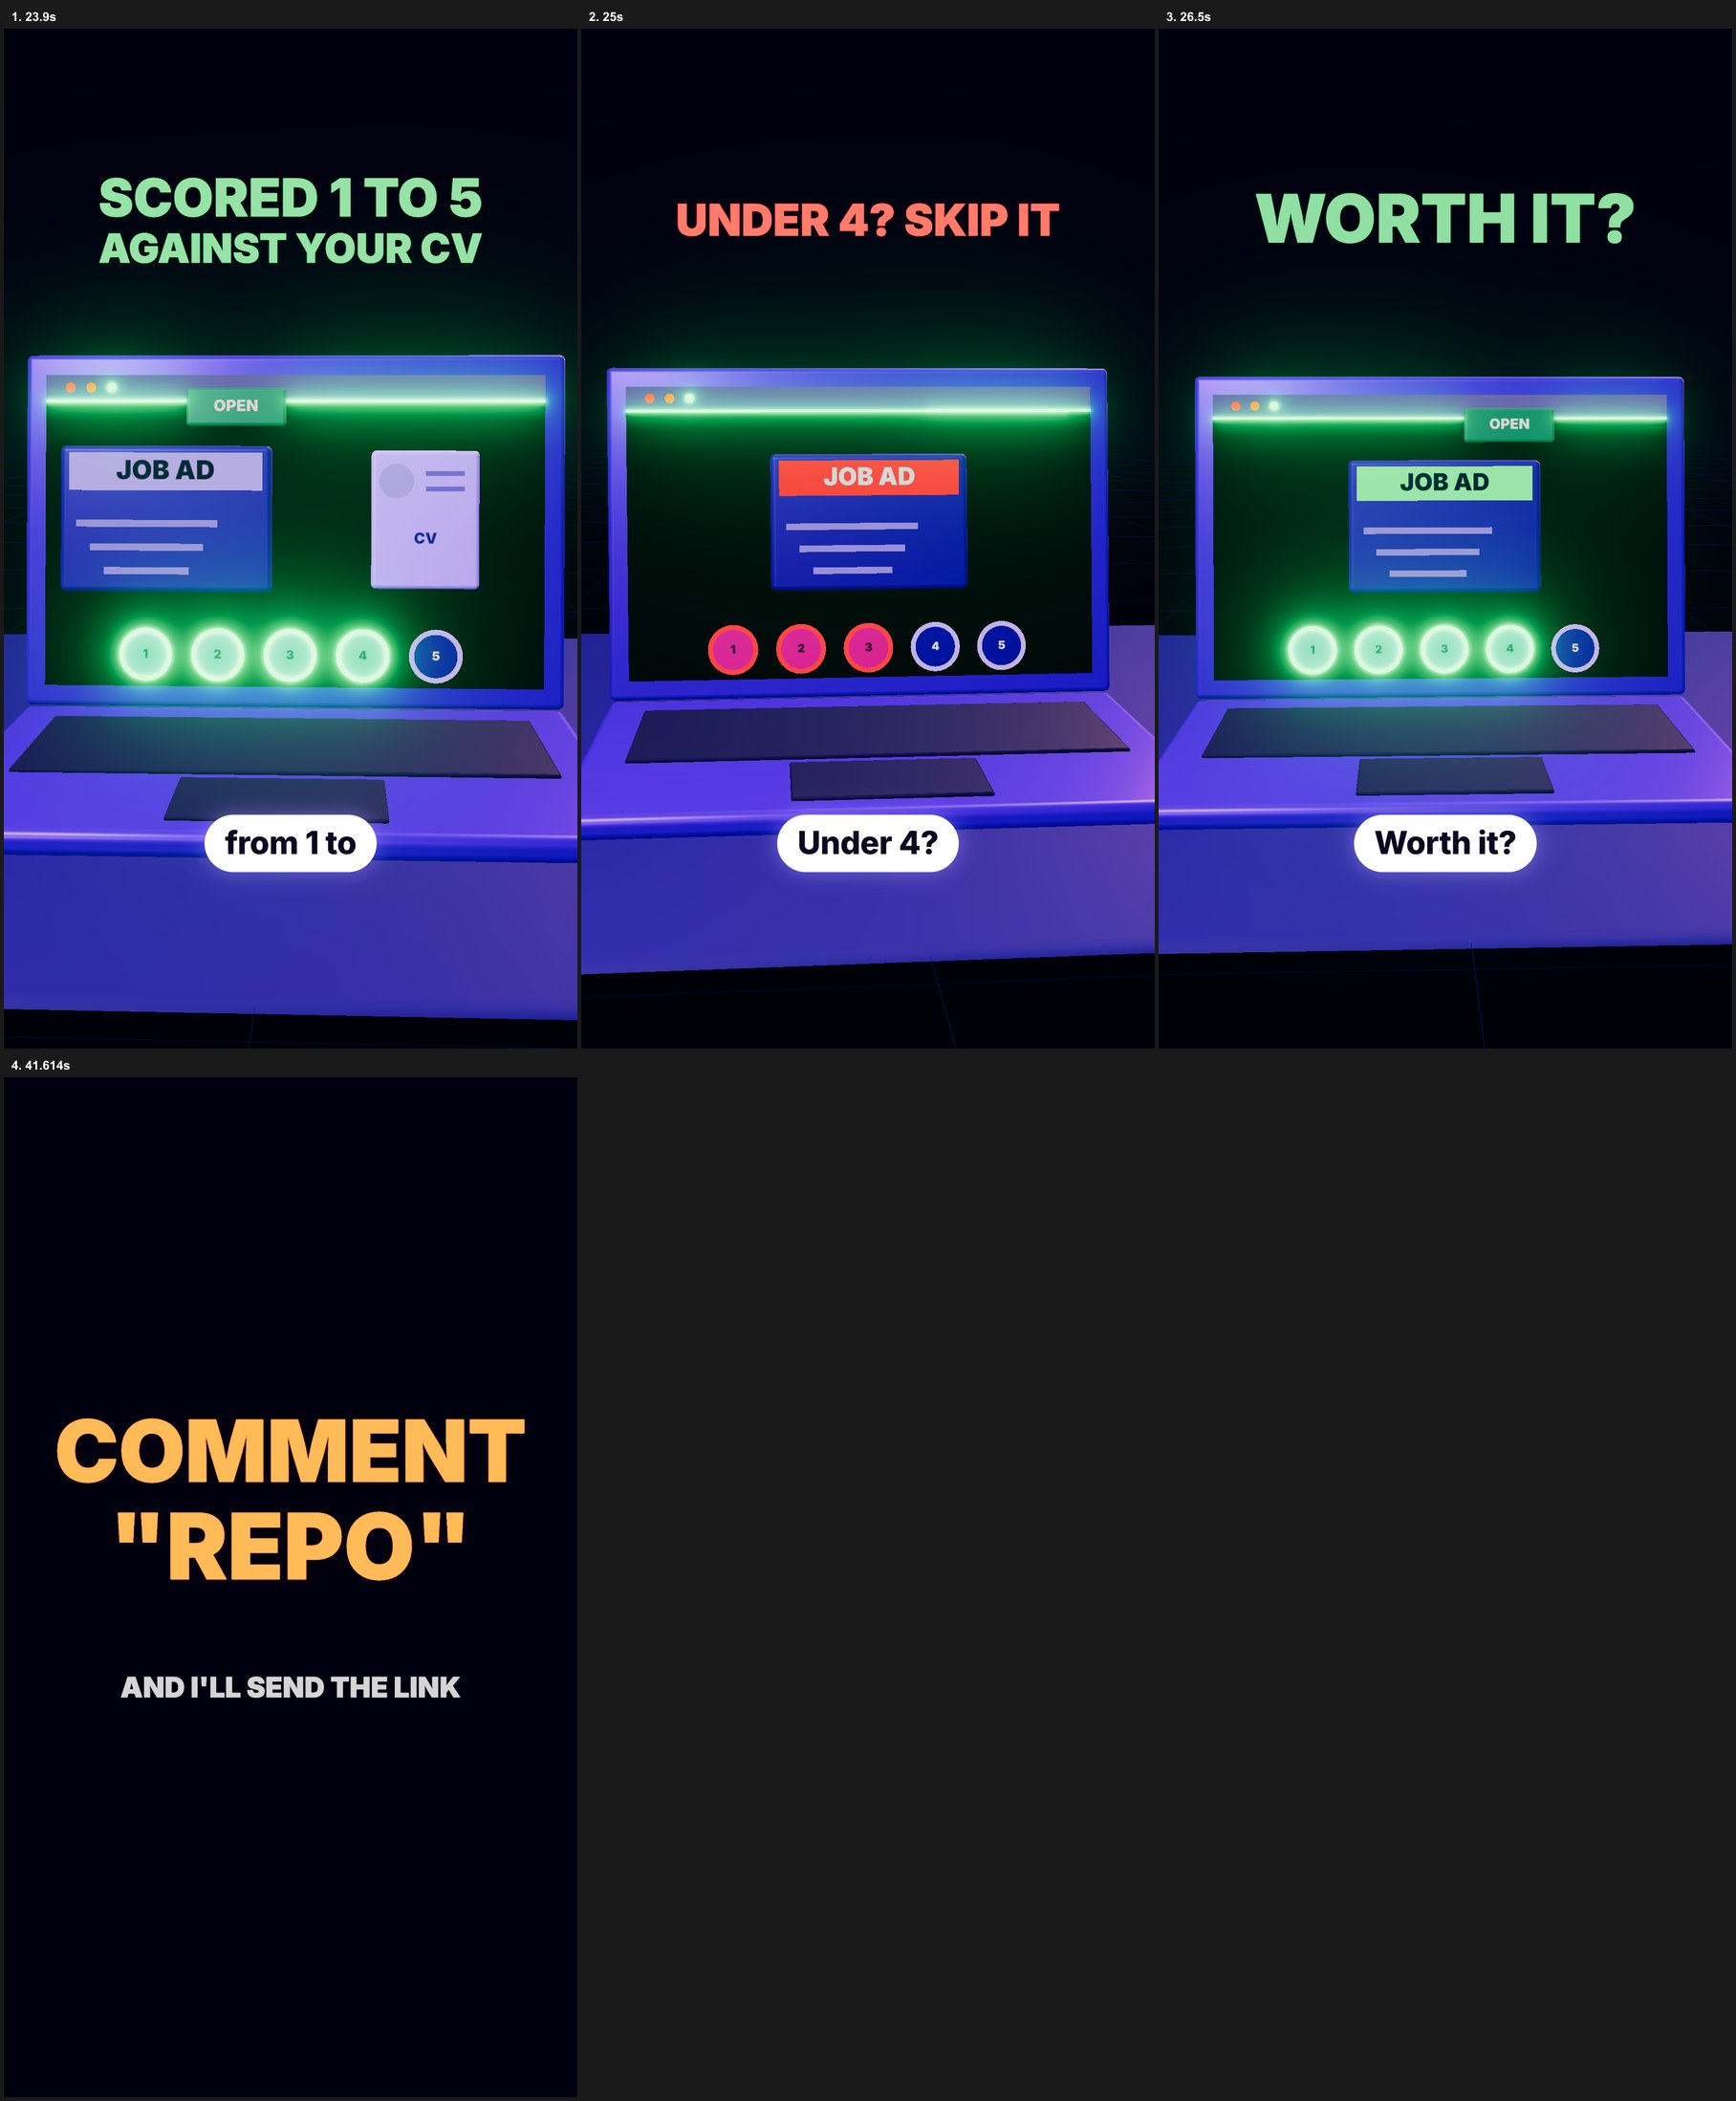 1. 23.9s
SCORED 1 TO 5
AGAINST YOUR CV
OPEN
JOB AD
CV
1 2 3 4 5
from 1 to
2. 25s
UNDER 4? SKIP IT
JOB AD
1 2 3 4 5
Under 4?
3. 26.5s
WORTH IT?
OPEN
JOB AD
1 2 3 4 5
Worth it?
4. 41.614s
COMMENT
"REPO"
AND I'LL SEND THE LINK